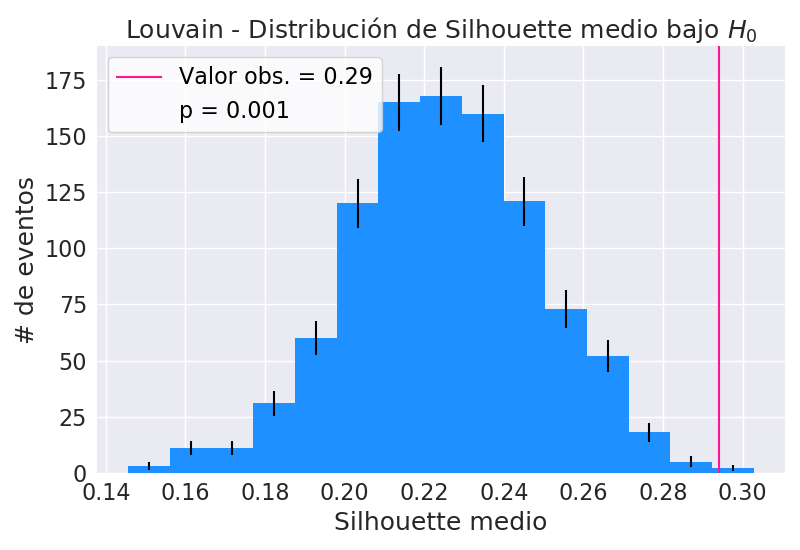 Louvain - Distribución de Silhouette medio bajo H₀
Valor obs. = 0.29
p = 0.001
# de eventos
175
150
125
100
75
50
25
0
0.14 0.16 0.18 0.20 0.22 0.24 0.26 0.28 0.30
Silhouette medio